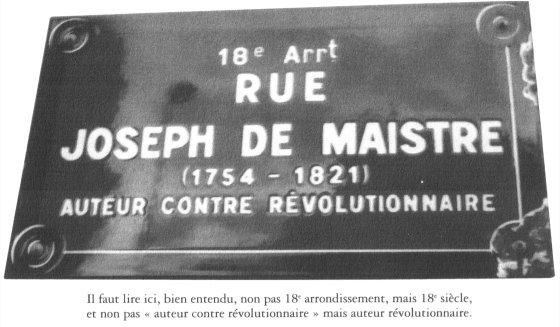 18e Arrt
RUE
JOSEPH DE MAISTRE
(1754 - 1821)
AUTEUR CONTRE RÉVOLUTIONNAIRE
Il faut lire ici, bien entendu, non pas 18e arrondissement, mais 18e siècle,
et non pas « auteur contre révolutionnaire » mais auteur révolutionnaire.